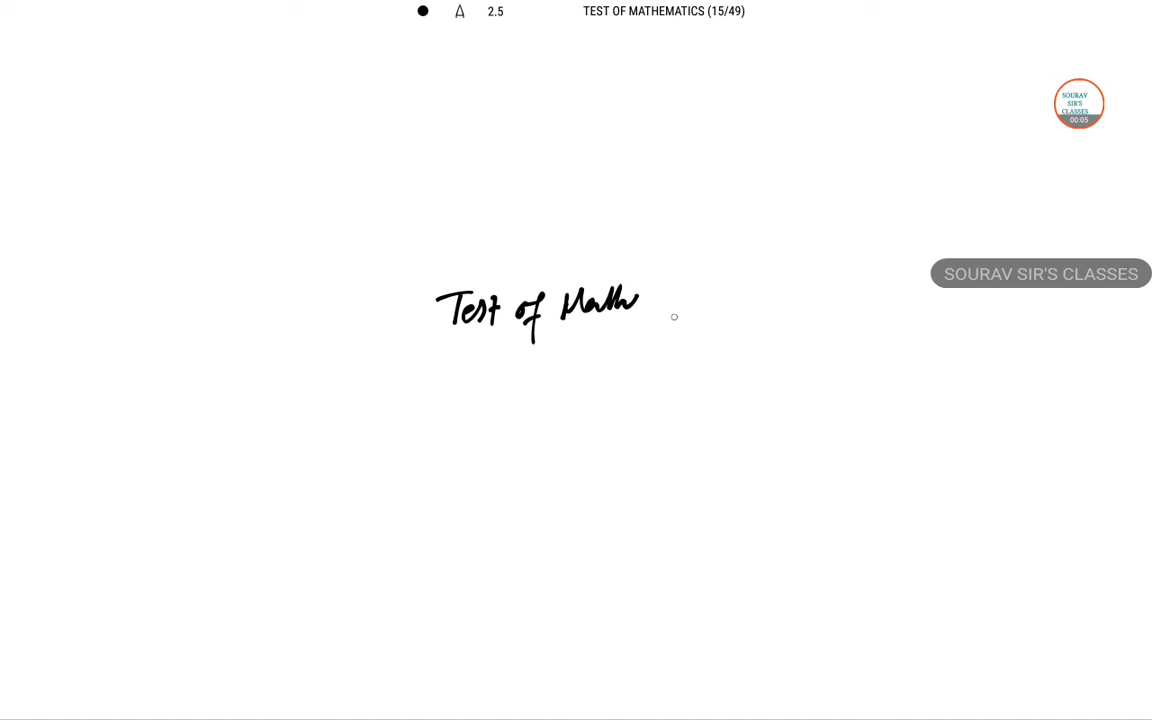 2.5
TEST OF MATHEMATICS (15/49)
SOURAV
SIR'S
CLASSES
00:05
SOURAV SIR'S CLASSES
Test of Math